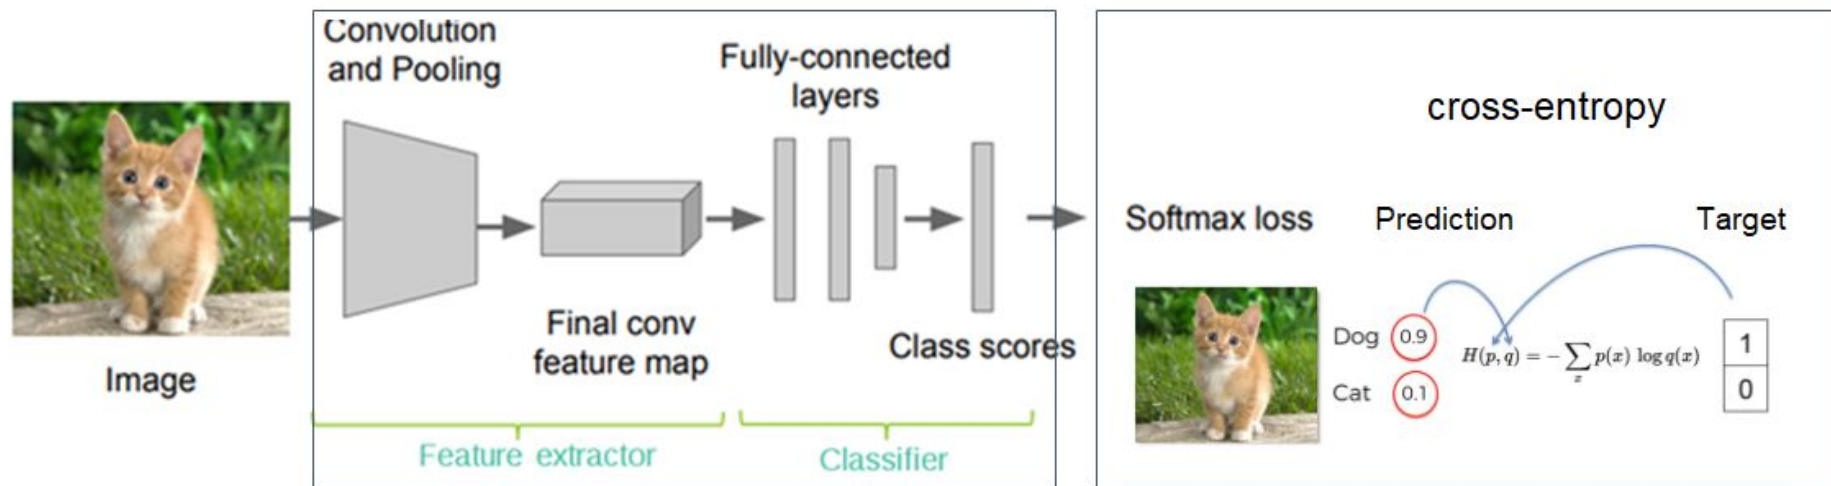 Convolution
and Pooling
Fully-connected
layers
Image
Final conv
feature map
Class scores
Feature extractor
Classifier
cross-entropy
Softmax loss
Prediction
Target
Dog 0.9
Cat 0.1
H(p, q) = − ∑ₓ p(x) log q(x)
1
0